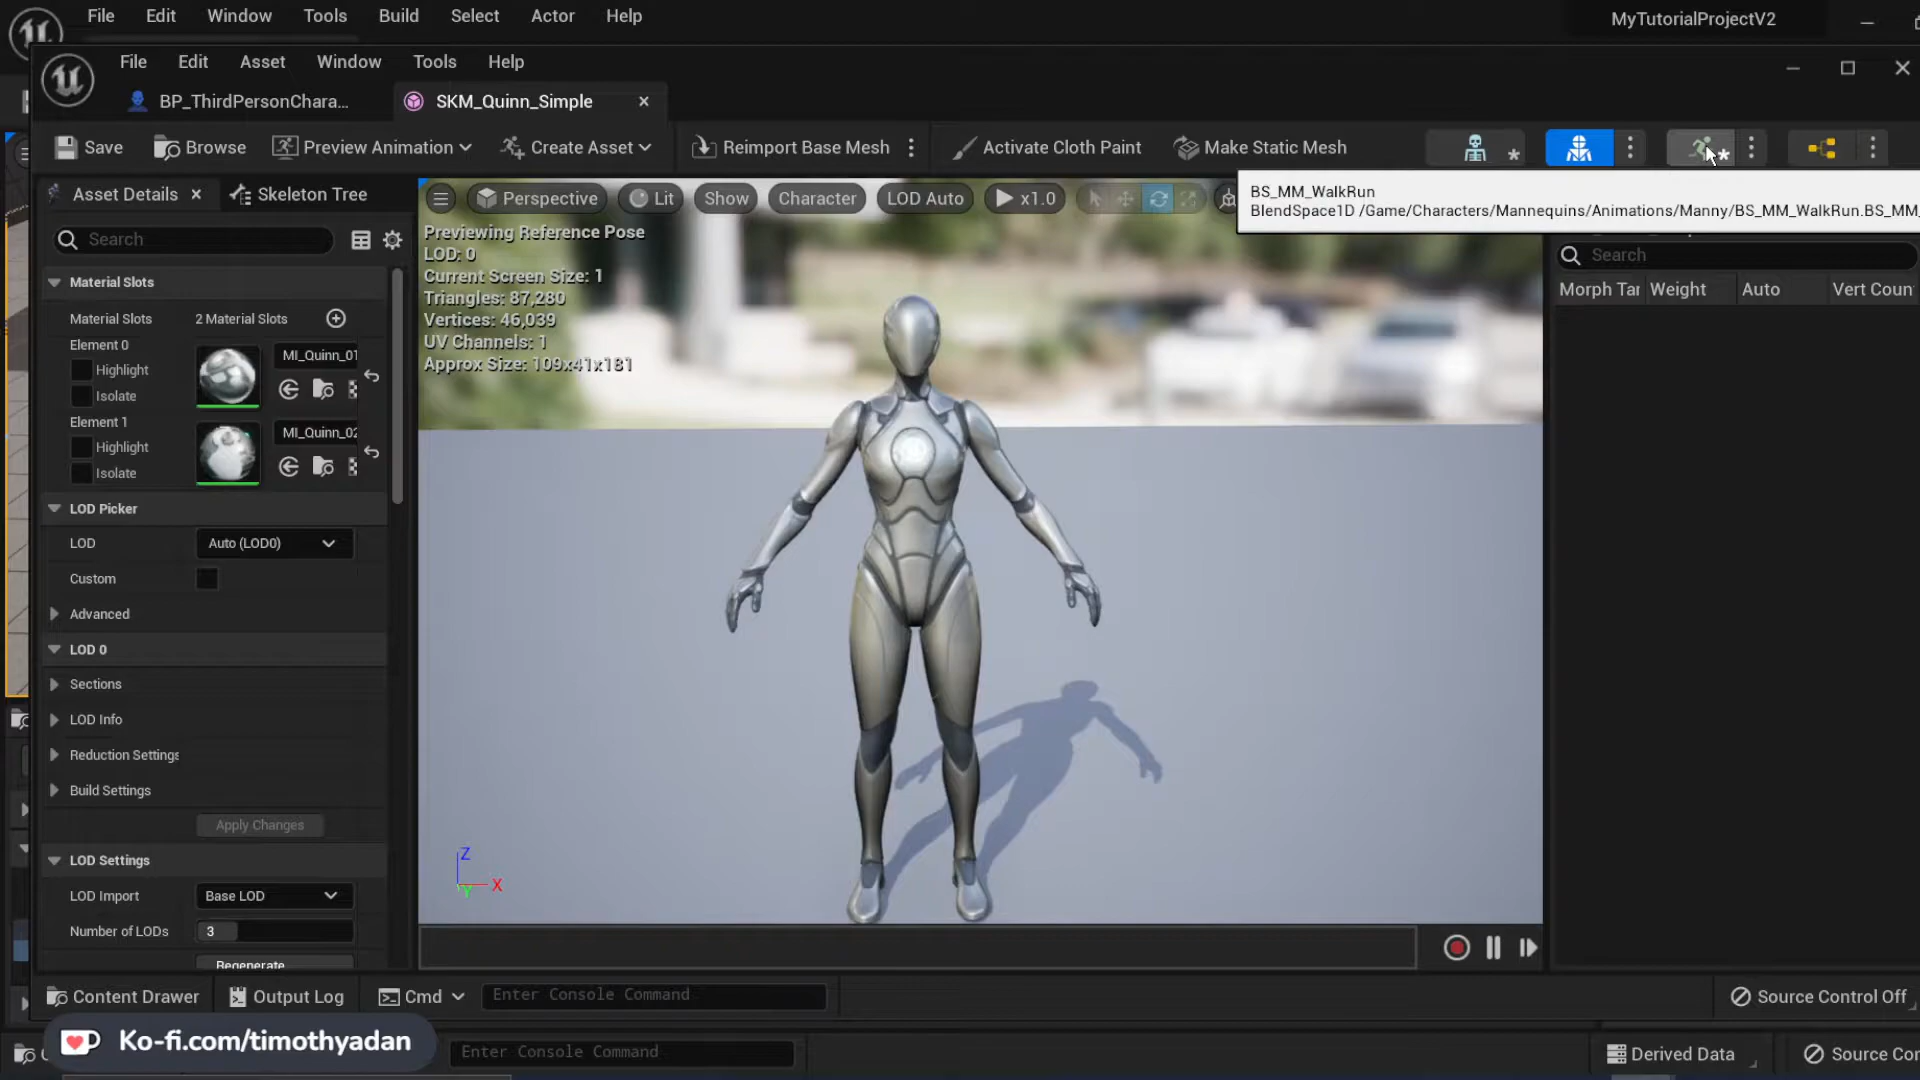 File Edit Window Tools Build Select Actor Help
MyTutorialProjectV2
File Edit Asset Window Tools Help
BP_ThirdPersonChara...
SKM_Quinn_Simple
Save
Browse
Preview Animation
Create Asset
Reimport Base Mesh
Activate Cloth Paint
Make Static Mesh
BS_MM_WalkRun
BlendSpace1D /Game/Characters/Mannequins/Animations/Manny/BS_MM_WalkRun.BS_MM_
Asset Details
Skeleton Tree
Search
Perspective
Lit
Show
Character
LOD Auto
x1.0
Previewing Reference Pose
LOD: 0
Current Screen Size: 1
Triangles: 87,280
Vertices: 46,039
UV Channels: 1
Approx Size: 109x41x181
Search
Morph Tar Weight Auto Vert Coun
Material Slots
Material Slots 2 Material Slots
Element 0
Highlight
Isolate
MI_Quinn_01
Element 1
Highlight
Isolate
MI_Quinn_02
LOD Picker
LOD Auto (LOD0)
Custom
Advanced
LOD 0
Sections
LOD Info
Reduction Settings
Build Settings
Apply Changes
LOD Settings
LOD Import Base LOD
Number of LODs 3
Regenerate
Z
Y X
Content Drawer
Output Log
Cmd
Enter Console Command
Source Control Off
Ko-fi.com/timothyadan
Enter Console Command
Derived Data
Source Cor